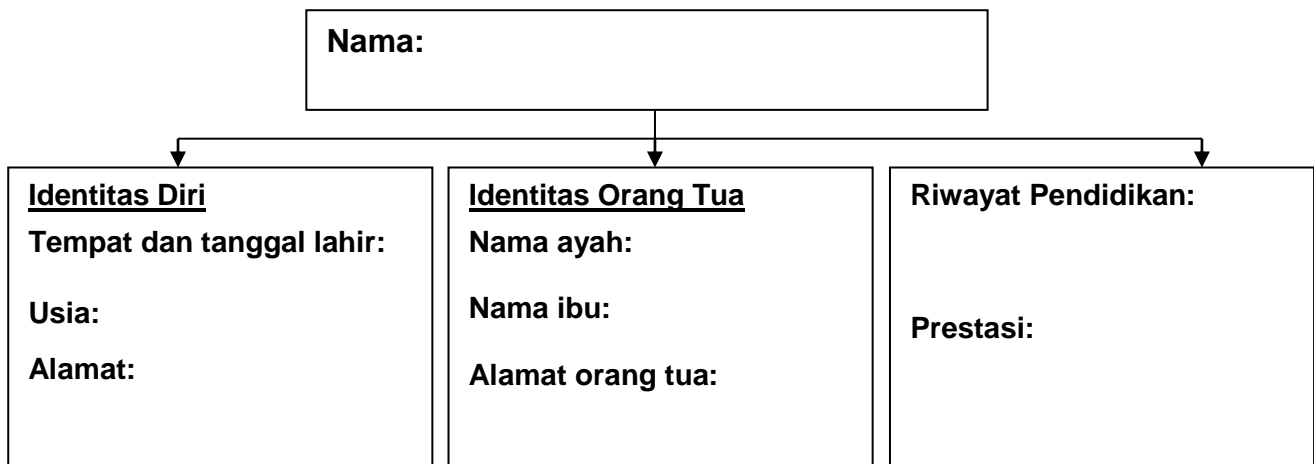 Nama:
Identitas Diri
Tempat dan tanggal lahir:
Usia:
Alamat:
Identitas Orang Tua
Nama ayah:
Nama ibu:
Alamat orang tua:
Riwayat Pendidikan:
Prestasi: